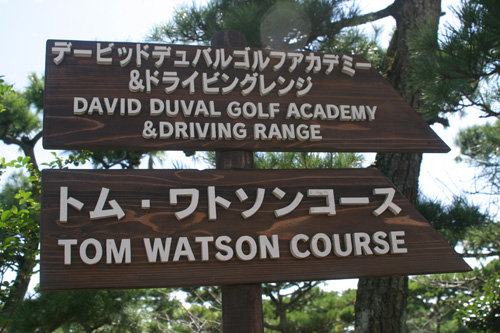 デービッドデュバルゴルフアカデミー
&ドライビングレンジ
DAVID DUVAL GOLF ACADEMY
&DRIVING RANGE
トム・ワトソンコース
TOM WATSON COURSE